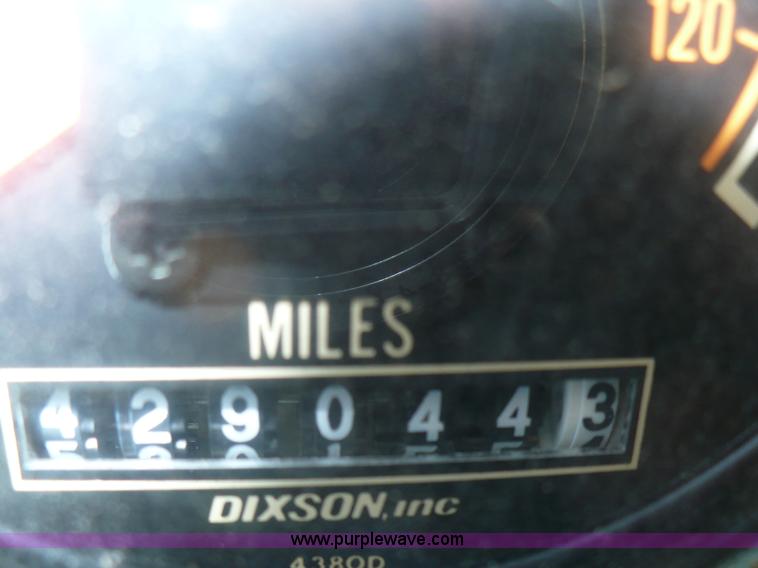 120
MILES
4290443
DIXSON, inc
www.purplewave.com
4380D